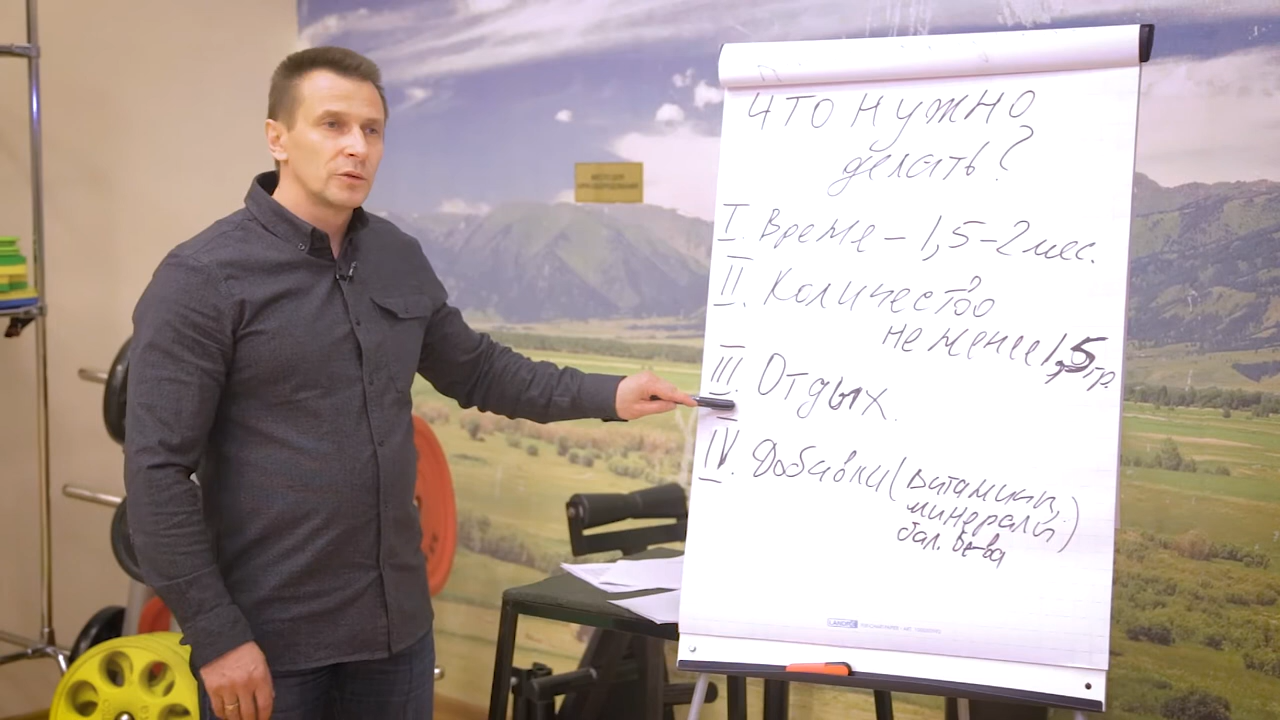 Что нужно
делать?
I. Время – 1,5-2 мес.
II. Количество
не менее 1,5 гр.
III. Отдых.
IV. Добавки (витамины,
минералы)
бал. в-ва